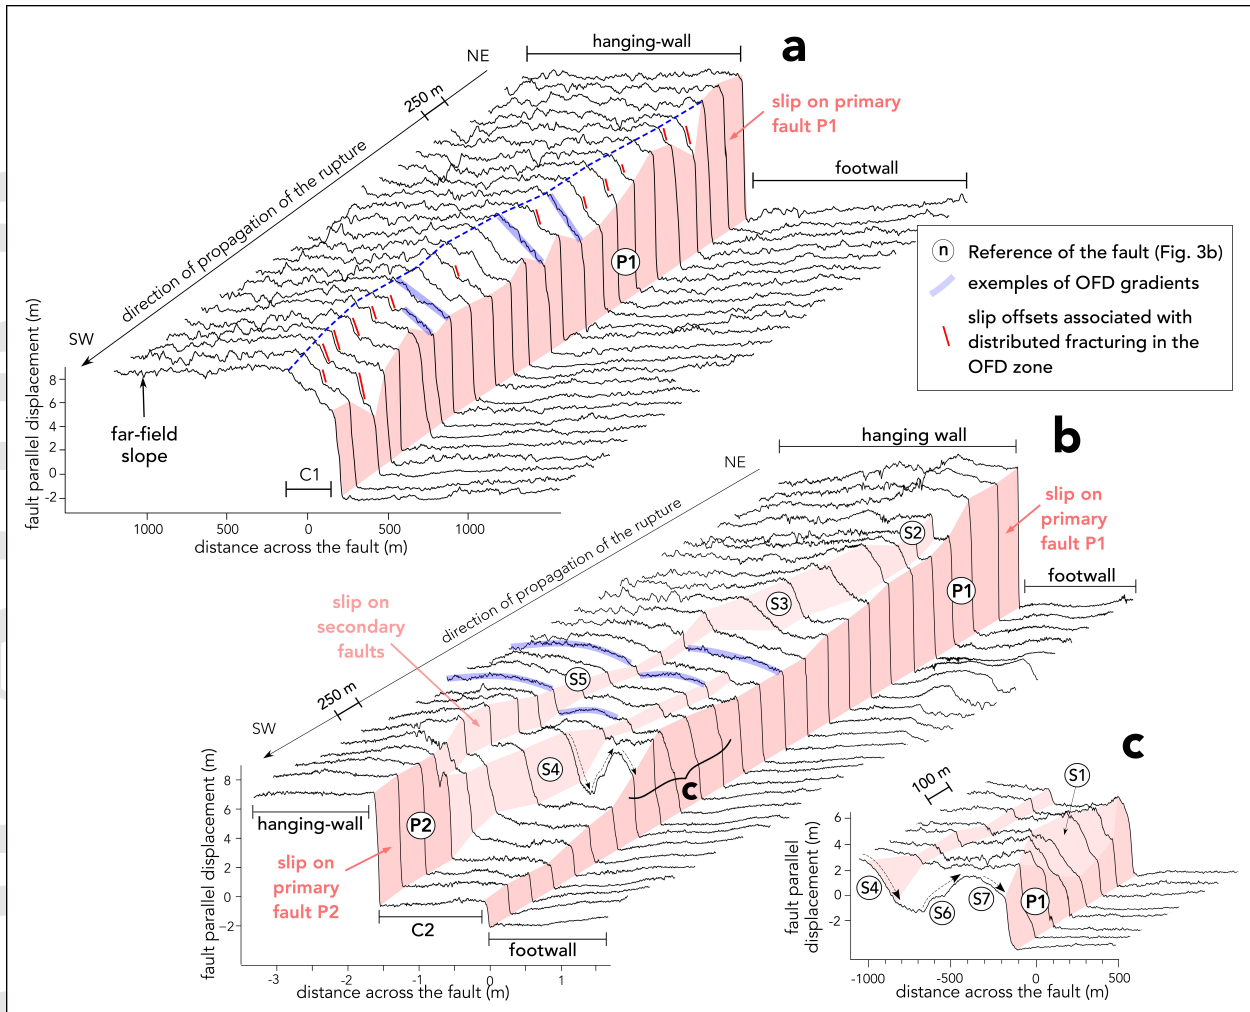 a
hanging-wall
NE
250 m
slip on primary
fault P1
direction of propagation of the rupture
footwall
P1
n Reference of the fault (Fig. 3b)
exemples of OFD gradients
slip offsets associated with
distributed fracturing in the
OFD zone
SW
far-field
slope
C1
fault parallel displacement (m)
8
6
4
2
0
-2
1000 500 0 500 1000
distance across the fault (m)
b
hanging wall
NE
slip on
primary
fault P1
direction of propagation of the rupture
footwall
S2
P1
S3
slip on
secondary
faults
S5
250 m
SW
S4
c
P2
hanging-wall
slip on
primary
fault P2
C2
footwall
fault parallel displacement (m)
8
6
4
2
0
−2
-3 -2 -1 0 1
distance across the fault (m)
c
100 m
S1
S4
S6
S7
P1
fault parallel
displacement (m)
6
4
2
0
-2
-1000 -500 0 500
distance across the fault (m)